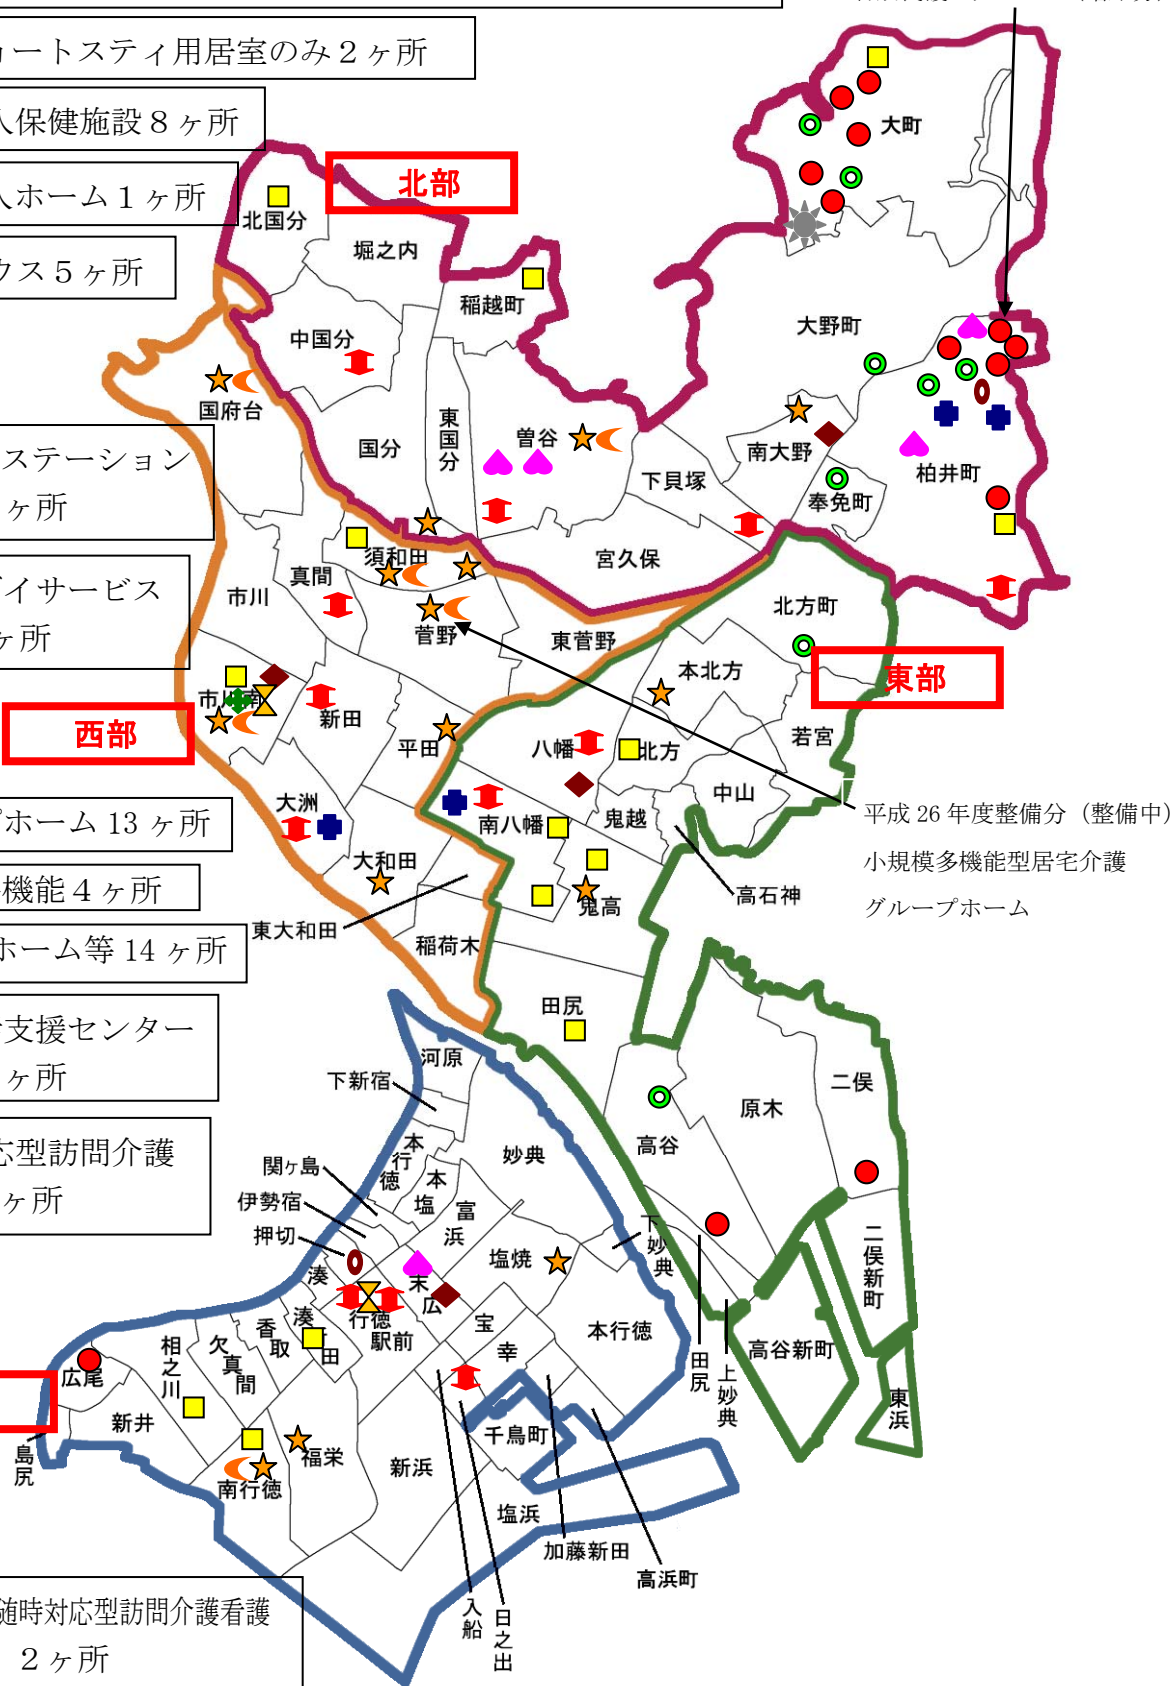 ョートスティ用居室のみ２ヶ所
人保健施設８ヶ所
人ホーム１ヶ所
ウス５ヶ所
ステーション
ヶ所
デイサービス
ヶ所
プホーム 13 ヶ所
機能４ヶ所
ホーム等 14 ヶ所
支援センター
ヶ所
応型訪問介護
ヶ所
随時対応型訪問介護看護
２ヶ所
北部
西部
東部
大町
北国分
堀之内
稲越町
中国分
大野町
国府台
国分
東国分
曽谷
南大野
下貝塚
奉免町
柏井町
須和田
宮久保
市川
真間
菅野
東菅野
北方町
本北方
市川南
新田
平田
八幡
北方
若宮
中山
大洲
南八幡
鬼越
高石神
大和田
鬼高
東大和田
稲荷木
平成 26 年度整備分（整備中）
小規模多機能型居宅介護
グループホーム
田尻
河原
下新宿
二俣
原木
高谷
本行徳
妙典
関ヶ島
本塩
伊勢宿
富浜
押切
塩焼
下妙典
湊
末広
二俣新町
香取
湊新田
行徳駅前
宝
本行徳
相之川
欠真間
幸
高谷新町
広尾
田尻
上妙典
東浜
新井
島尻
千鳥町
南行徳
福栄
新浜
塩浜
加藤新田
高浜町
入船
日之出